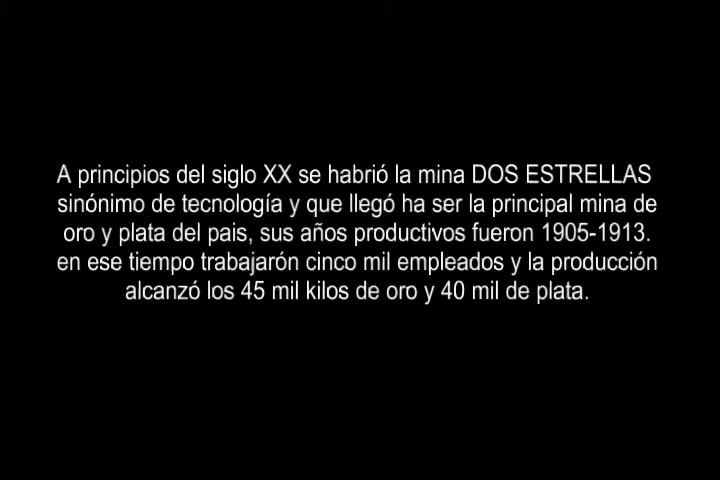 A principios del siglo XX se habrió la mina DOS ESTRELLAS
sinónimo de tecnología y que llegó ha ser la principal mina de
oro y plata del pais, sus años productivos fueron 1905-1913.
en ese tiempo trabajarón cinco mil empleados y la producción
alcanzó los 45 mil kilos de oro y 40 mil de plata.